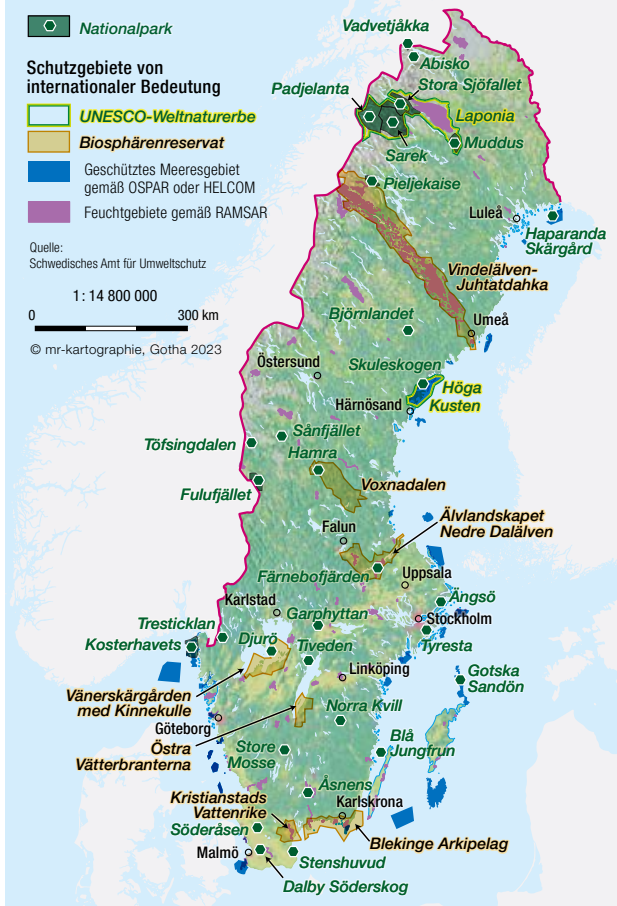 Nationalpark
Schutzgebiete von
internationaler Bedeutung
UNESCO-Weltnaturerbe
Biosphärenreservat
Geschütztes Meeresgebiet
gemäß OSPAR oder HELCOM
Feuchtgebiete gemäß RAMSAR
Quelle:
Schwedisches Amt für Umweltschutz
1 : 14 800 000
0 300 km
© mr-kartographie, Gotha 2023
Vadvetjåkka
Abisko
Padjelanta
Stora Sjöfallet
Laponia
Sarek
Muddus
Pieljekaise
Luleå
Haparanda
Skärgård
Vindelälven-
Juhtatdahka
Björnlandet
Umeå
Östersund
Skuleskogen
Höga
Kusten
Härnösand
Sånfjället
Töfsingdalen
Hamra
Fulufjället
Voxnadalen
Älvlandskapet
Nedre Dalälven
Falun
Färnebofjärden
Uppsala
Karlstad
Ängsö
Garphyttan
Stockholm
Tresticklan
Kosterhavets
Djurö
Tiveden
Tyresta
Linköping
Gotska
Sandön
Vänerskärgården
med Kinnekulle
Norra Kvill
Göteborg
Östra
Vätterbranterna
Store
Mosse
Blå
Jungfrun
Åsnens
Kristianstads
Vattenrike
Karlskrona
Söderåsen
Blekinge Arkipelag
Malmö
Stenshuvud
Dalby Söderskog